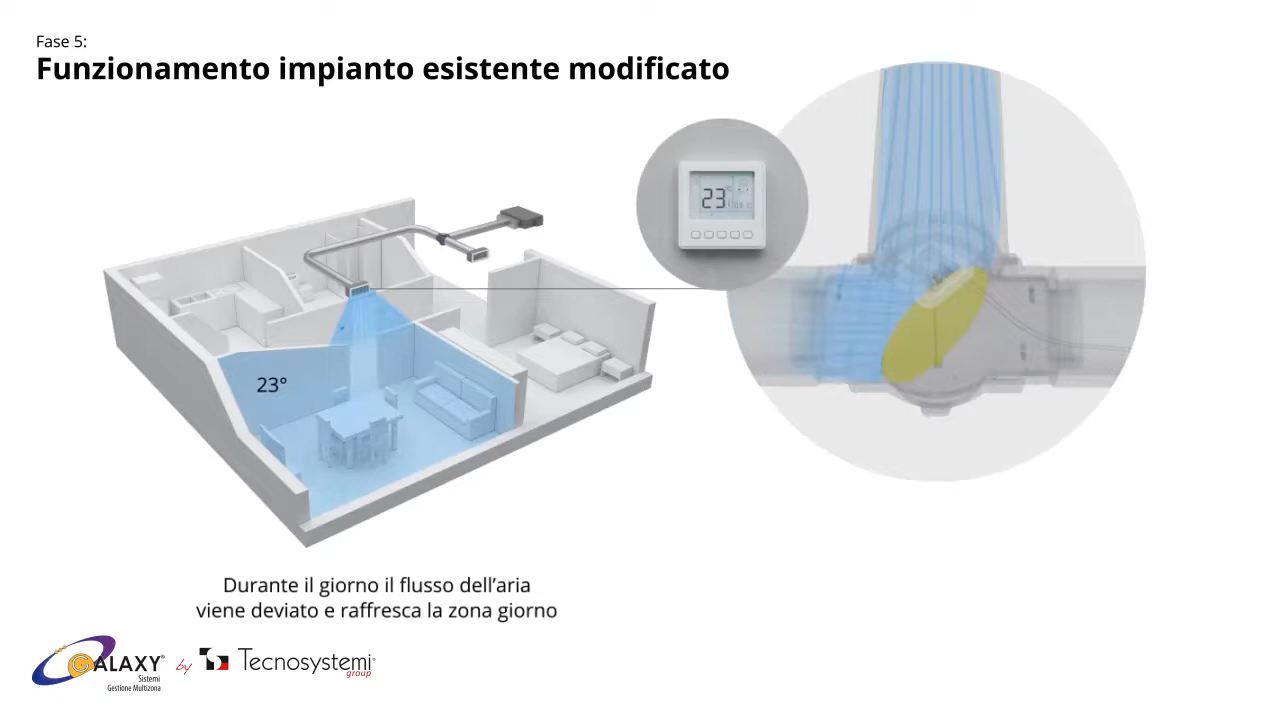 Fase 5:
Funzionamento impianto esistente modificato
23
23°
Durante il giorno il flusso dell'aria
viene deviato e raffresca la zona giorno
GALAXY®
Sistemi
Gestione Multizona
by
Tecnosystemi®
group